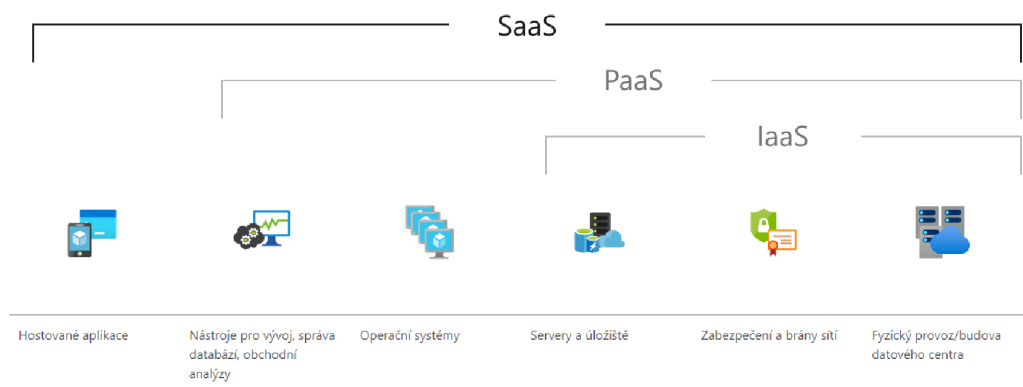 SaaS
PaaS
IaaS
Hostované aplikace
Nástroje pro vývoj, správa
databází, obchodní
analýzy
Operační systémy
Servery a úložiště
Zabezpečení a brány sítí
Fyzický provoz/budova
datového centra